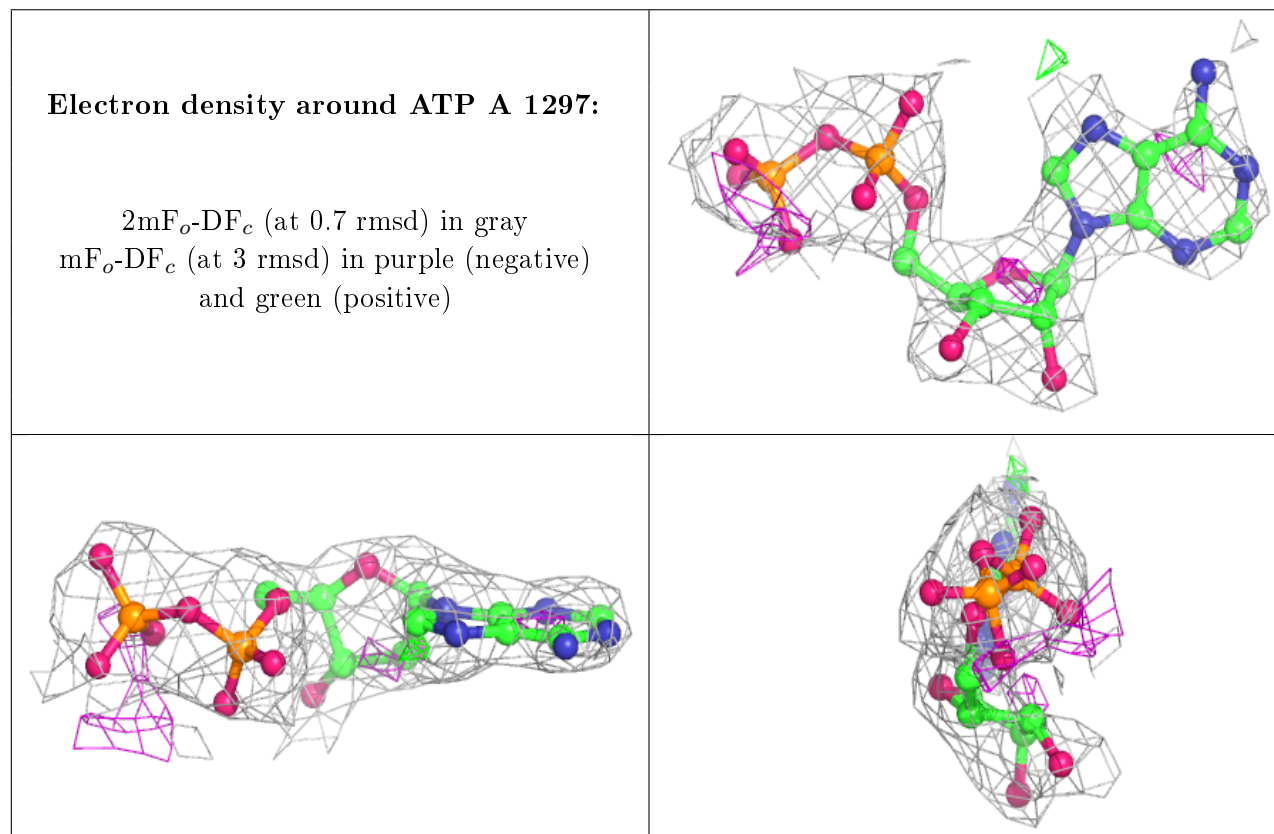 Electron density around ATP A 1297:
2mFₒ-DF𝒸 (at 0.7 rmsd) in gray
mFₒ-DF𝒸 (at 3 rmsd) in purple (negative)
and green (positive)